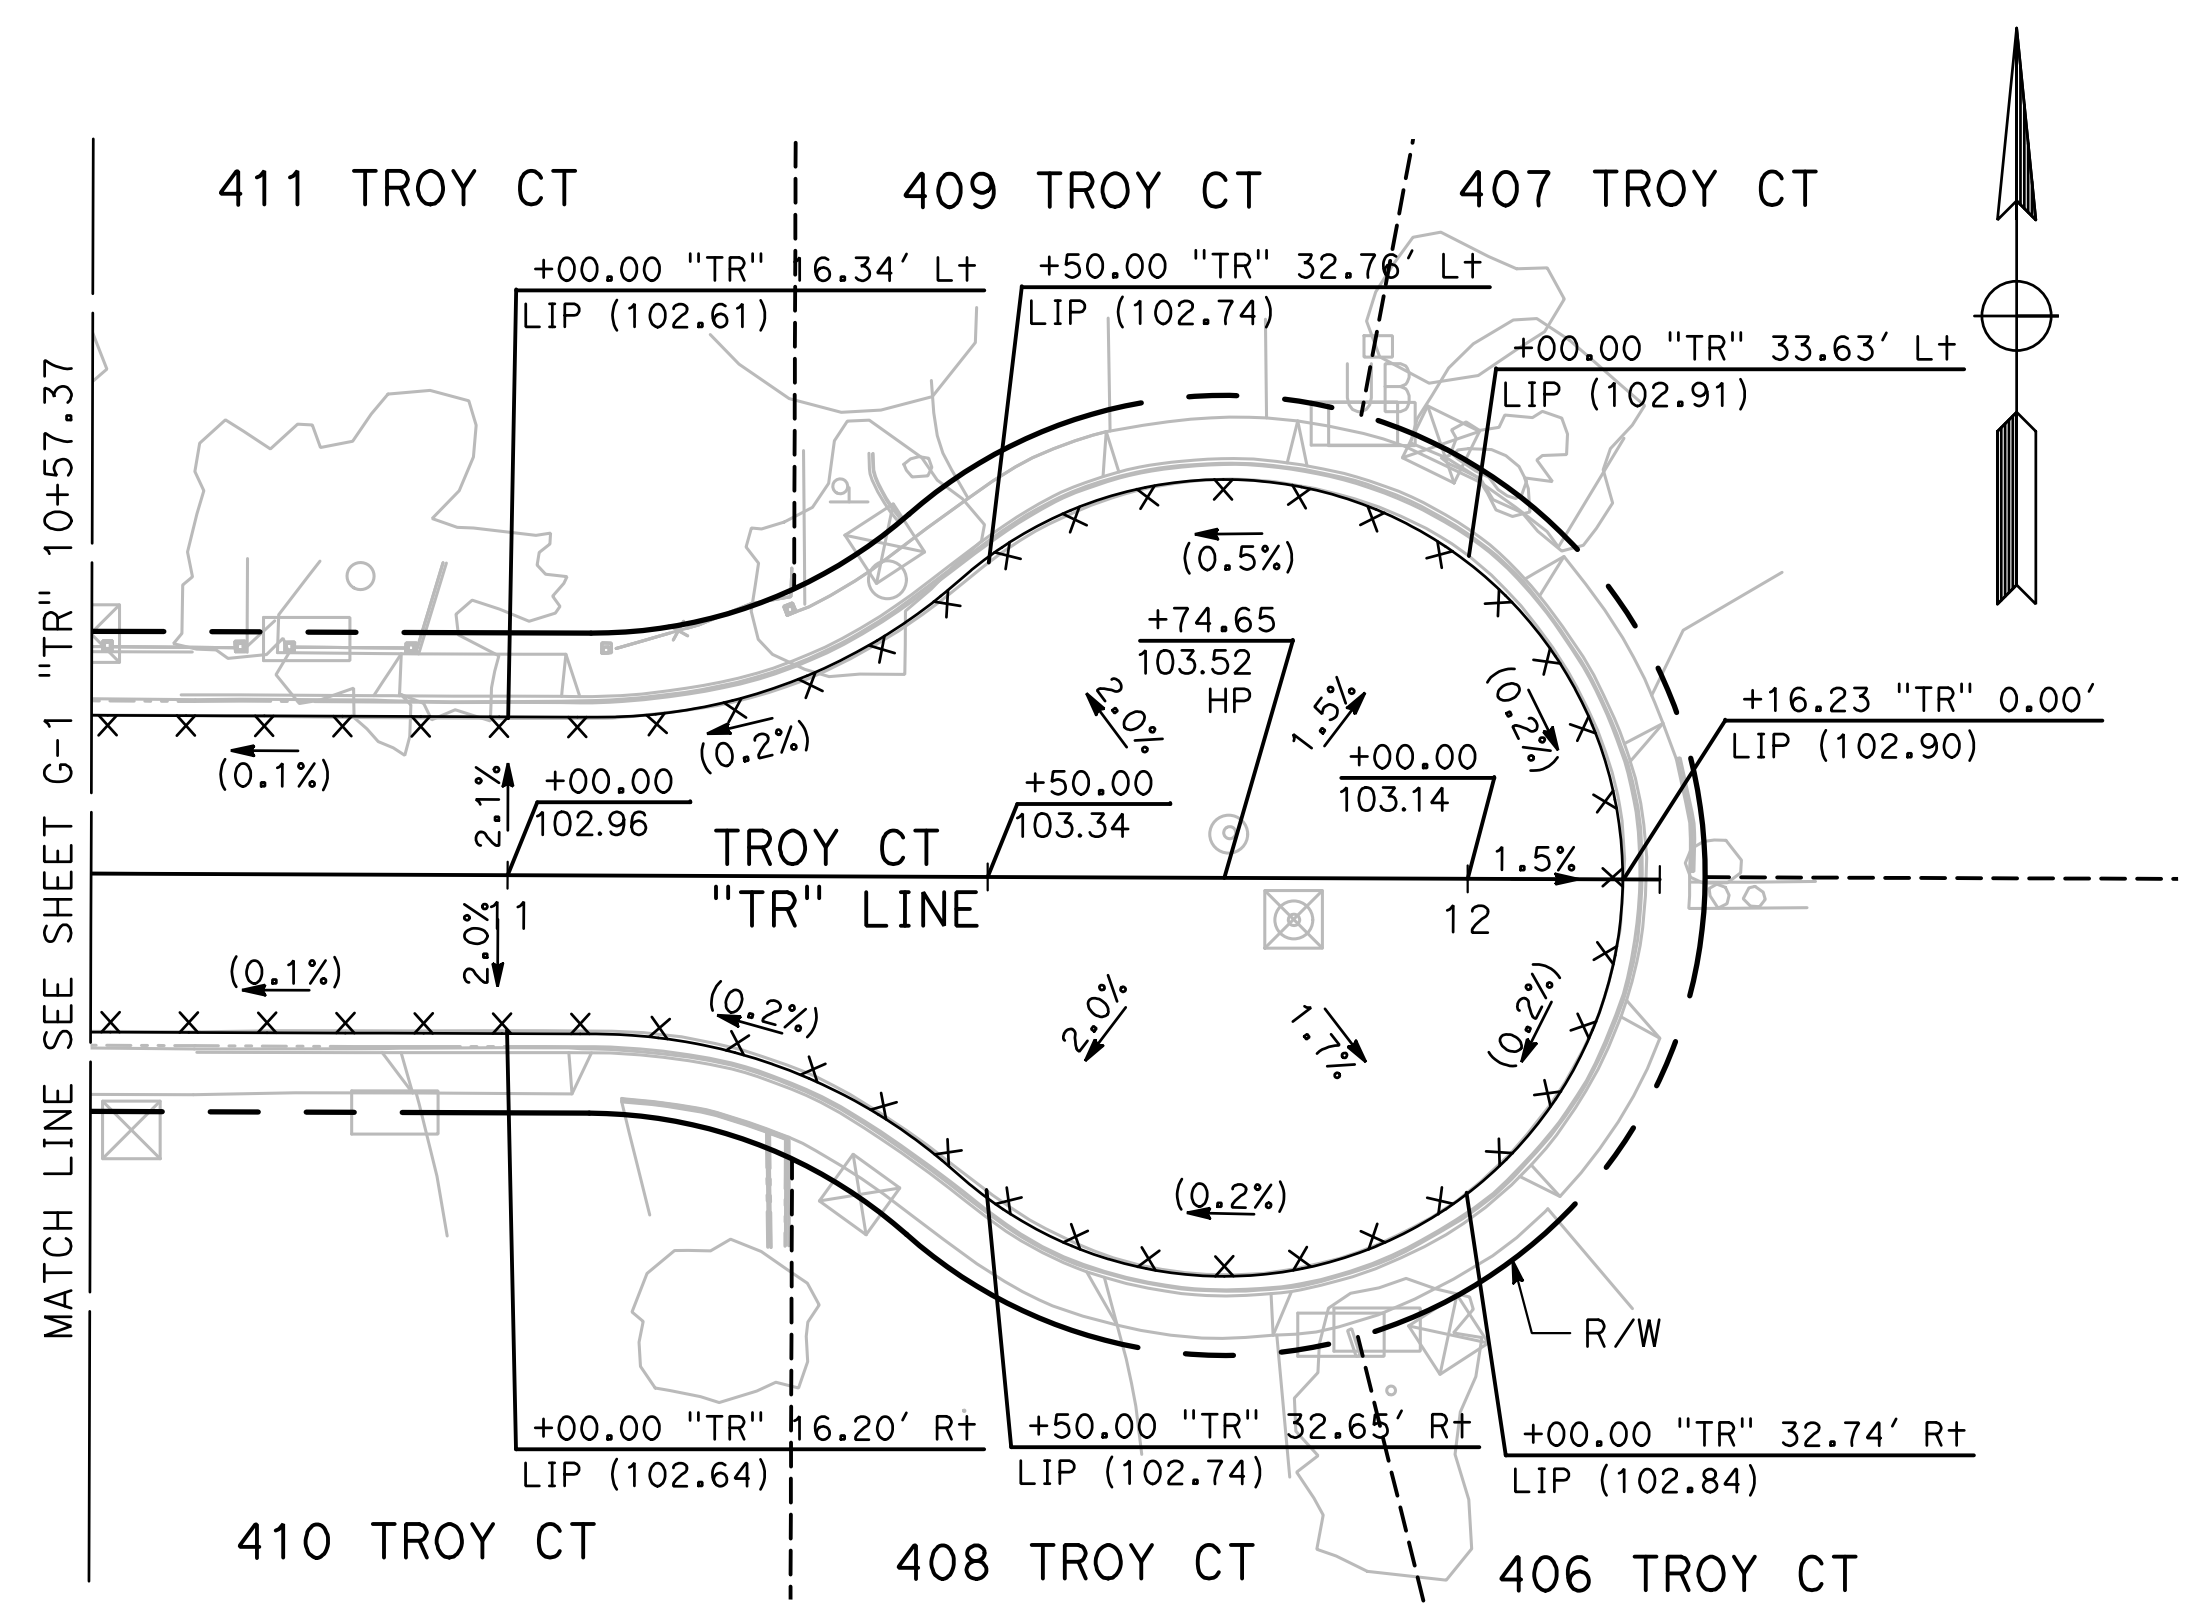 411 TROY CT
409 TROY CT
407 TROY CT
+00.00 "TR" 16.34' Lt
LIP (102.61)
+50.00 "TR" 32.76' Lt
LIP (102.74)
+00.00 "TR" 33.63' Lt
LIP (102.91)
UB
MATCH LINE SEE SHEET G-1 "TR" 10+57.37
(0.5%)
+74.65
103.52
HP
2.0%
1.5%
(0.2%)
+16.23 "TR" 0.00'
LIP (102.90)
(0.1%)
(0.2%)
2.1%
+00.00
102.96
+50.00
103.34
+00.00
103.14
TROY CT
"TR" LINE
1.5%
11
12
2.0%
(0.1%)
(0.2%)
2.0%
1.7%
(0.2%)
(0.2%)
R/W
+00.00 "TR" 16.20' Rt
LIP (102.64)
+50.00 "TR" 32.65' Rt
LIP (102.74)
+00.00 "TR" 32.74' Rt
LIP (102.84)
410 TROY CT
408 TROY CT
406 TROY CT